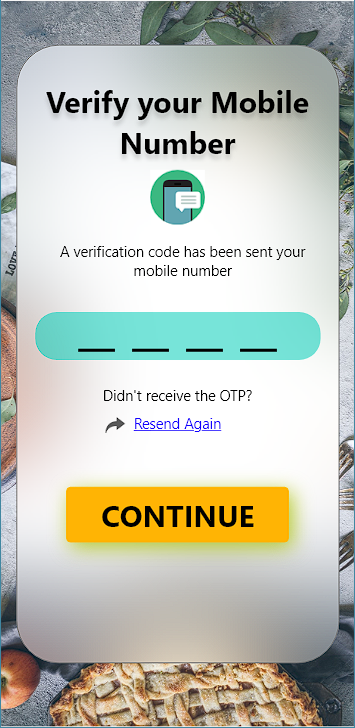 Verify your Mobile
Number
A verification code has been sent your
mobile number
Didn't receive the OTP?
Resend Again
CONTINUE